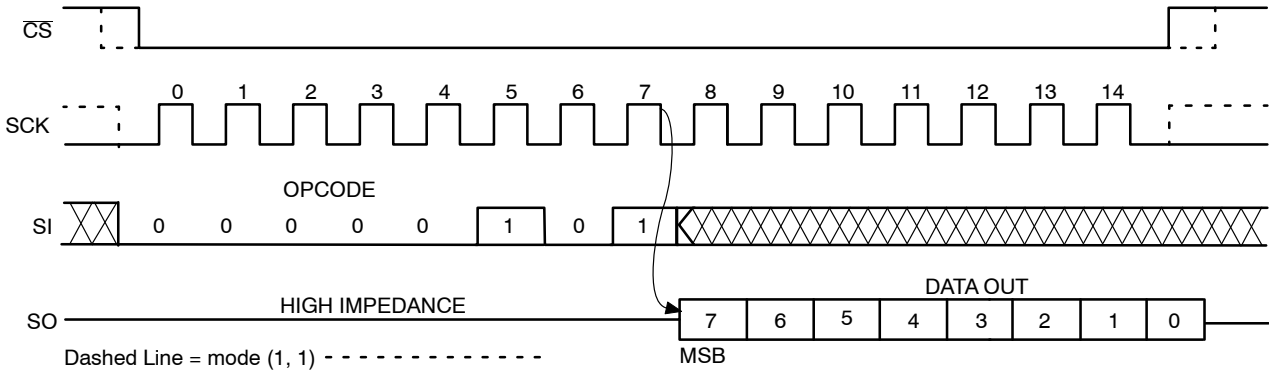 CS
SCK
0 1 2 3 4 5 6 7 8 9 10 11 12 13 14
OPCODE
SI
0 0 0 0 0 1 0 1
DATA OUT
HIGH IMPEDANCE
SO
7 6 5 4 3 2 1 0
Dashed Line = mode (1, 1)
MSB